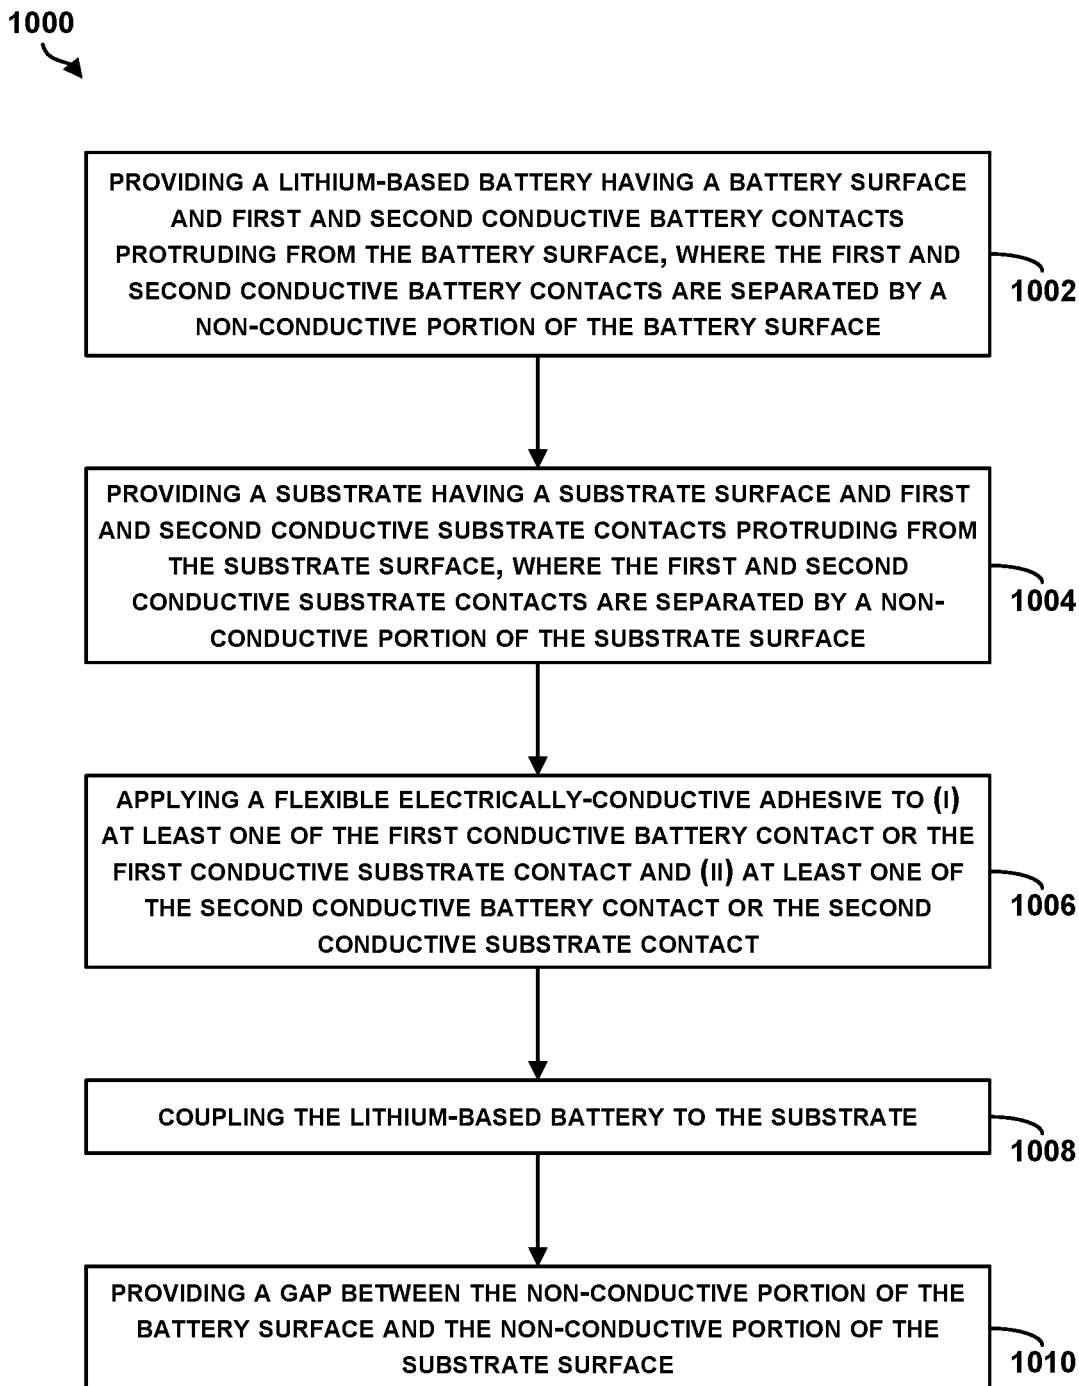 1000
PROVIDING A LITHIUM-BASED BATTERY HAVING A BATTERY SURFACE
AND FIRST AND SECOND CONDUCTIVE BATTERY CONTACTS
PROTRUDING FROM THE BATTERY SURFACE, WHERE THE FIRST AND
SECOND CONDUCTIVE BATTERY CONTACTS ARE SEPARATED BY A
NON-CONDUCTIVE PORTION OF THE BATTERY SURFACE
1002
PROVIDING A SUBSTRATE HAVING A SUBSTRATE SURFACE AND FIRST
AND SECOND CONDUCTIVE SUBSTRATE CONTACTS PROTRUDING FROM
THE SUBSTRATE SURFACE, WHERE THE FIRST AND SECOND
CONDUCTIVE SUBSTRATE CONTACTS ARE SEPARATED BY A NON-
CONDUCTIVE PORTION OF THE SUBSTRATE SURFACE
1004
APPLYING A FLEXIBLE ELECTRICALLY-CONDUCTIVE ADHESIVE TO (I)
AT LEAST ONE OF THE FIRST CONDUCTIVE BATTERY CONTACT OR THE
FIRST CONDUCTIVE SUBSTRATE CONTACT AND (II) AT LEAST ONE OF
THE SECOND CONDUCTIVE BATTERY CONTACT OR THE SECOND
CONDUCTIVE SUBSTRATE CONTACT
1006
COUPLING THE LITHIUM-BASED BATTERY TO THE SUBSTRATE
1008
PROVIDING A GAP BETWEEN THE NON-CONDUCTIVE PORTION OF THE
BATTERY SURFACE AND THE NON-CONDUCTIVE PORTION OF THE
SUBSTRATE SURFACE
1010